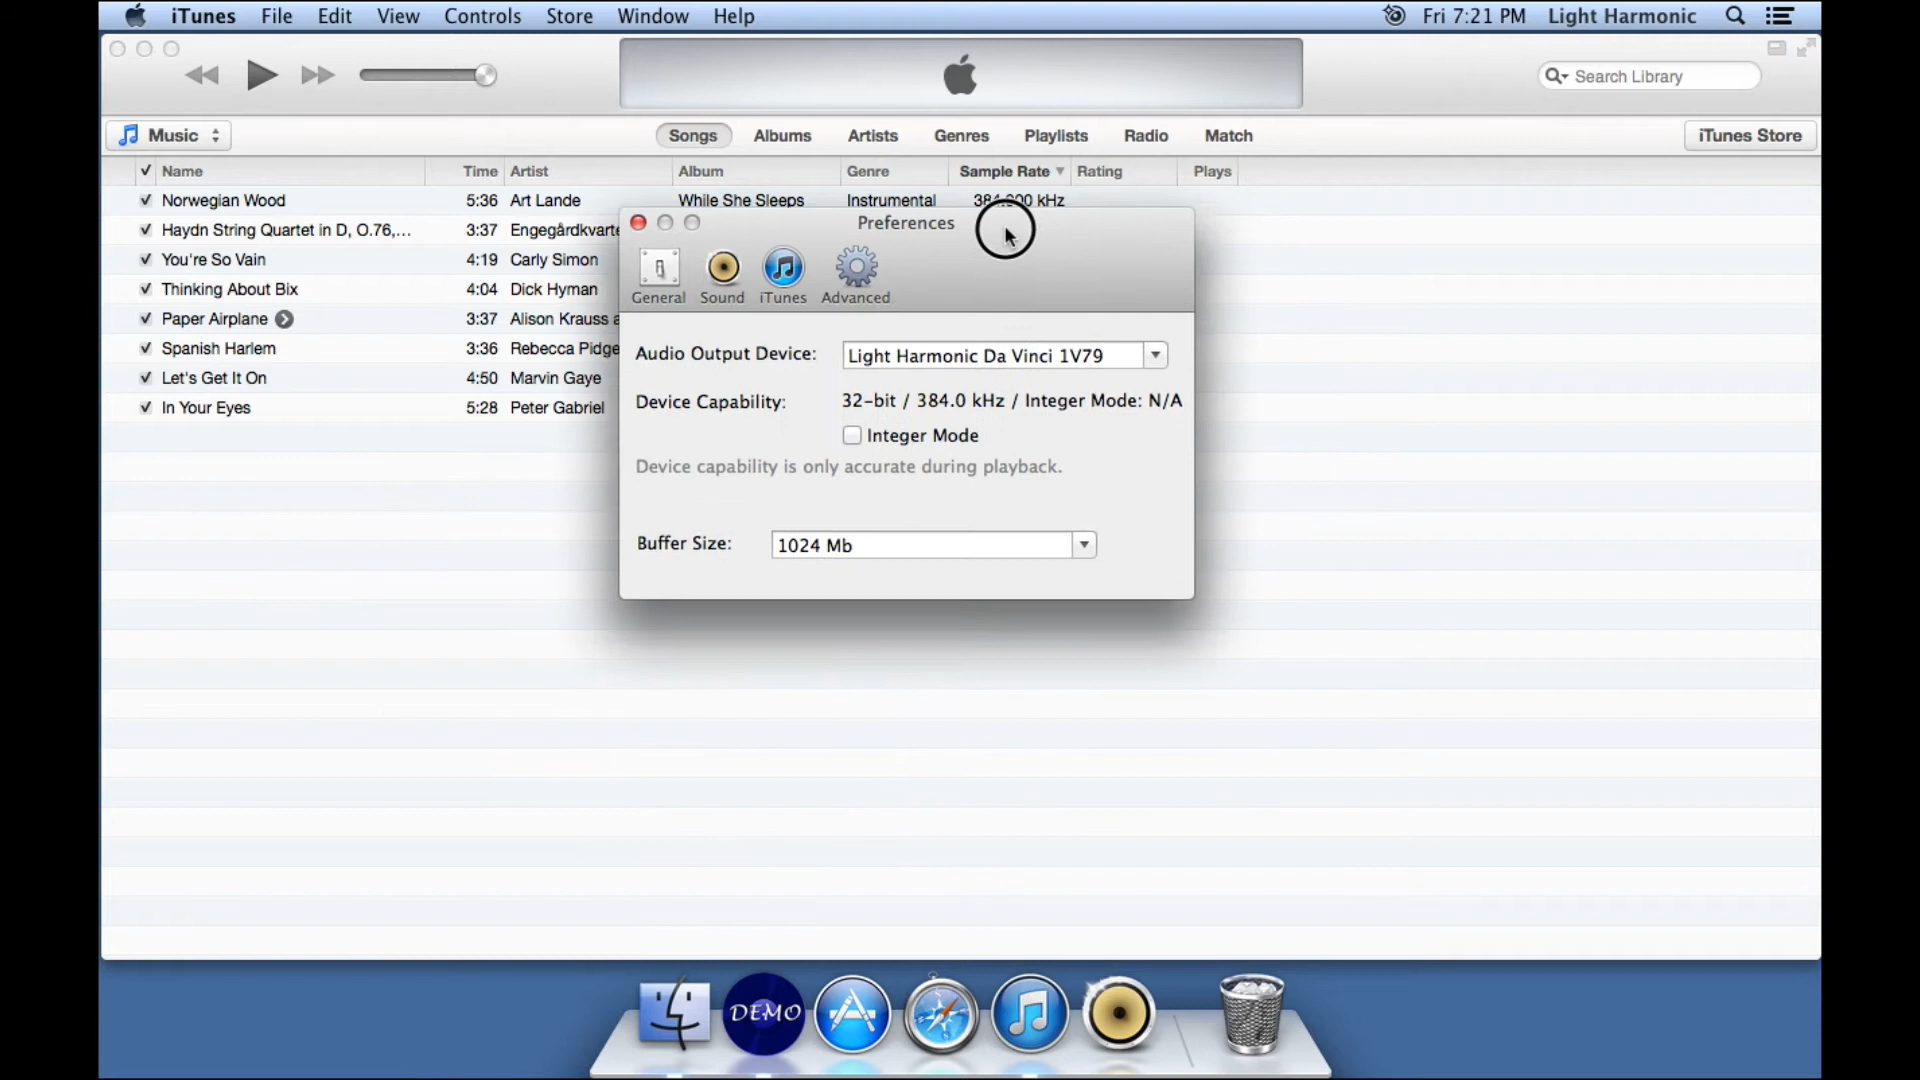 iTunes File Edit View Controls Store Window Help Fri 7:21 PM Light Harmonic
Search Library
Music Songs Albums Artists Genres Playlists Radio Match iTunes Store
✓ Name Time Artist Album Genre Sample Rate Rating Plays
✓ Norwegian Wood 5:36 Art Lande While She Sleeps Instrumental 384.000 kHz
✓ Haydn String Quartet in D, O.76,... 3:37 Engegårdkvarte
✓ You're So Vain 4:19 Carly Simon
✓ Thinking About Bix 4:04 Dick Hyman
✓ Paper Airplane 3:37 Alison Krauss a
✓ Spanish Harlem 3:36 Rebecca Pidge
✓ Let's Get It On 4:50 Marvin Gaye
✓ In Your Eyes 5:28 Peter Gabriel
Preferences
General Sound iTunes Advanced
Audio Output Device: Light Harmonic Da Vinci 1V79
Device Capability: 32-bit / 384.0 kHz / Integer Mode: N/A
Integer Mode
Device capability is only accurate during playback.
Buffer Size: 1024 Mb
DEMO